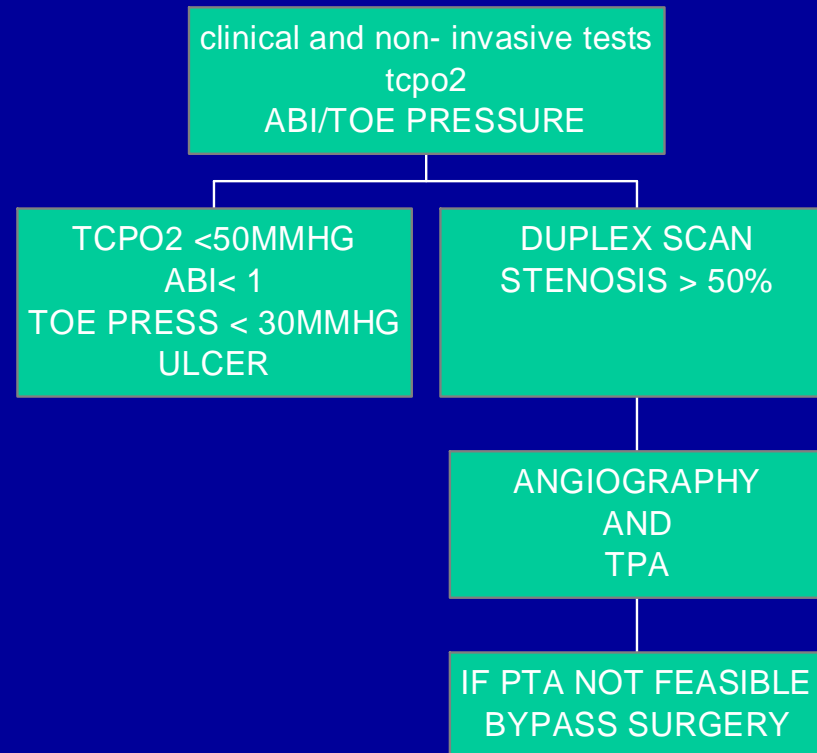 clinical and non- invasive tests
tcpo2
ABI/TOE PRESSURE
TCPO2 <50MMHG
ABI< 1
TOE PRESS < 30MMHG
ULCER
DUPLEX SCAN
STENOSIS > 50%
ANGIOGRAPHY
AND
TPA
IF PTA NOT FEASIBLE
BYPASS SURGERY